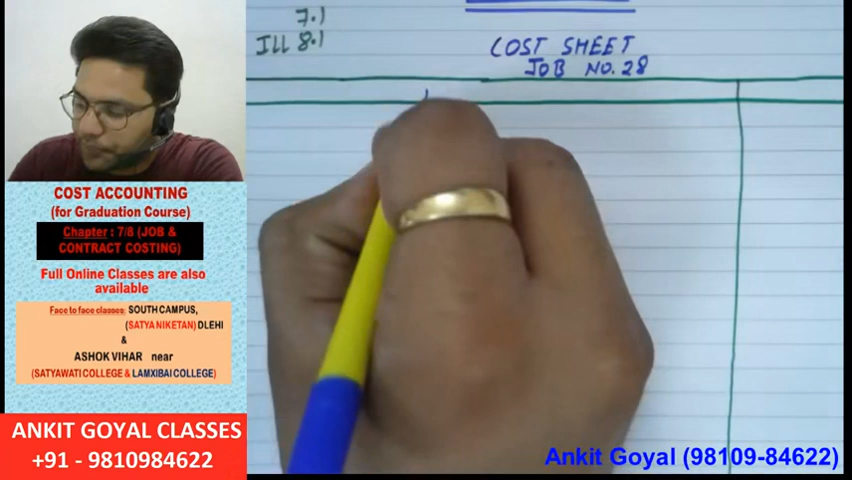 7.1
ILL 8.1
COST SHEET
JOB NO. 28
COST ACCOUNTING
(for Graduation Course)
Chapter : 7/8 (JOB &
CONTRACT COSTING)
Full Online Classes are also
available
Face to face classes: SOUTH CAMPUS,
(SATYA NIKETAN) DLEHI
&
ASHOK VIHAR near
(SATYAWATI COLLEGE & LAMXIBAI COLLEGE)
ANKIT GOYAL CLASSES
+91 - 9810984622
Ankit Goyal (98109-84622)